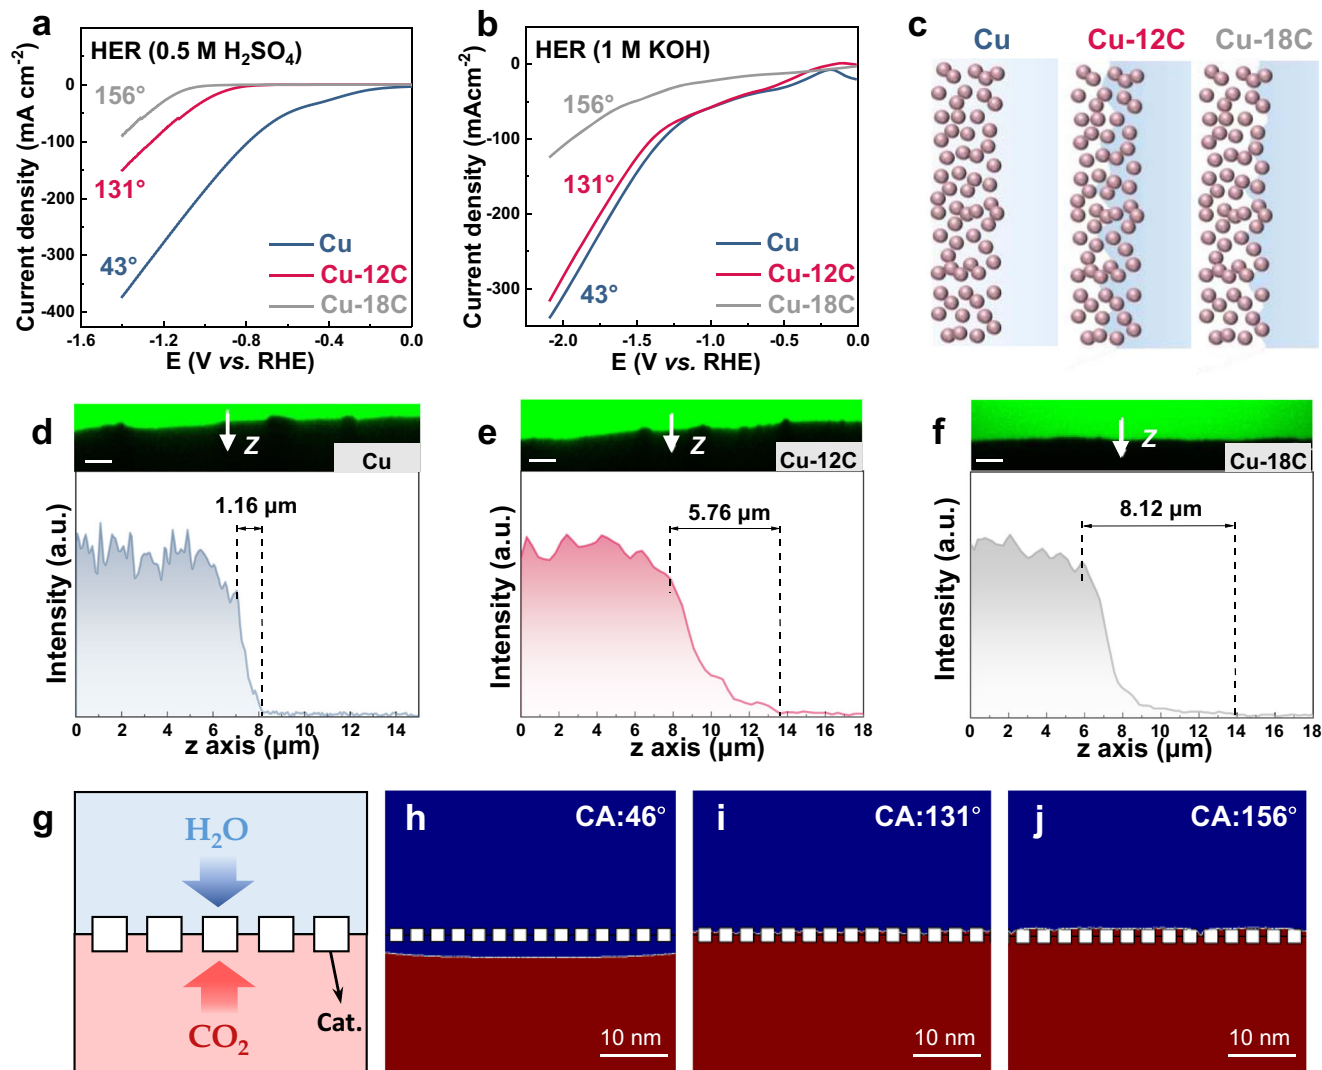 a
HER (0.5 M H₂SO₄)
156°
131°
43°
Cu
Cu-12C
Cu-18C
Current density (mA cm⁻²)
0
-100
-200
-300
-400
-1.6
-1.2
-0.8
-0.4
0.0
E (V vs. RHE)
b
HER (1 M KOH)
156°
131°
43°
Cu
Cu-12C
Cu-18C
Current density (mAcm⁻²)
0
-100
-200
-300
-2.0
-1.5
-1.0
-0.5
0.0
E (V vs. RHE)
c
Cu
Cu-12C
Cu-18C
d
Z
Cu
1.16 µm
Intensity (a.u.)
0 2 4 6 8 10 12 14
z axis (µm)
e
Z
Cu-12C
5.76 µm
Intensity (a.u.)
0 2 4 6 8 10 12 14 16 18
z axis (µm)
f
Z
Cu-18C
8.12 µm
Intensity (a.u.)
0 2 4 6 8 10 12 14 16 18
z axis (µm)
g
H₂O
CO₂
Cat.
h
CA:46°
10 nm
i
CA:131°
10 nm
j
CA:156°
10 nm